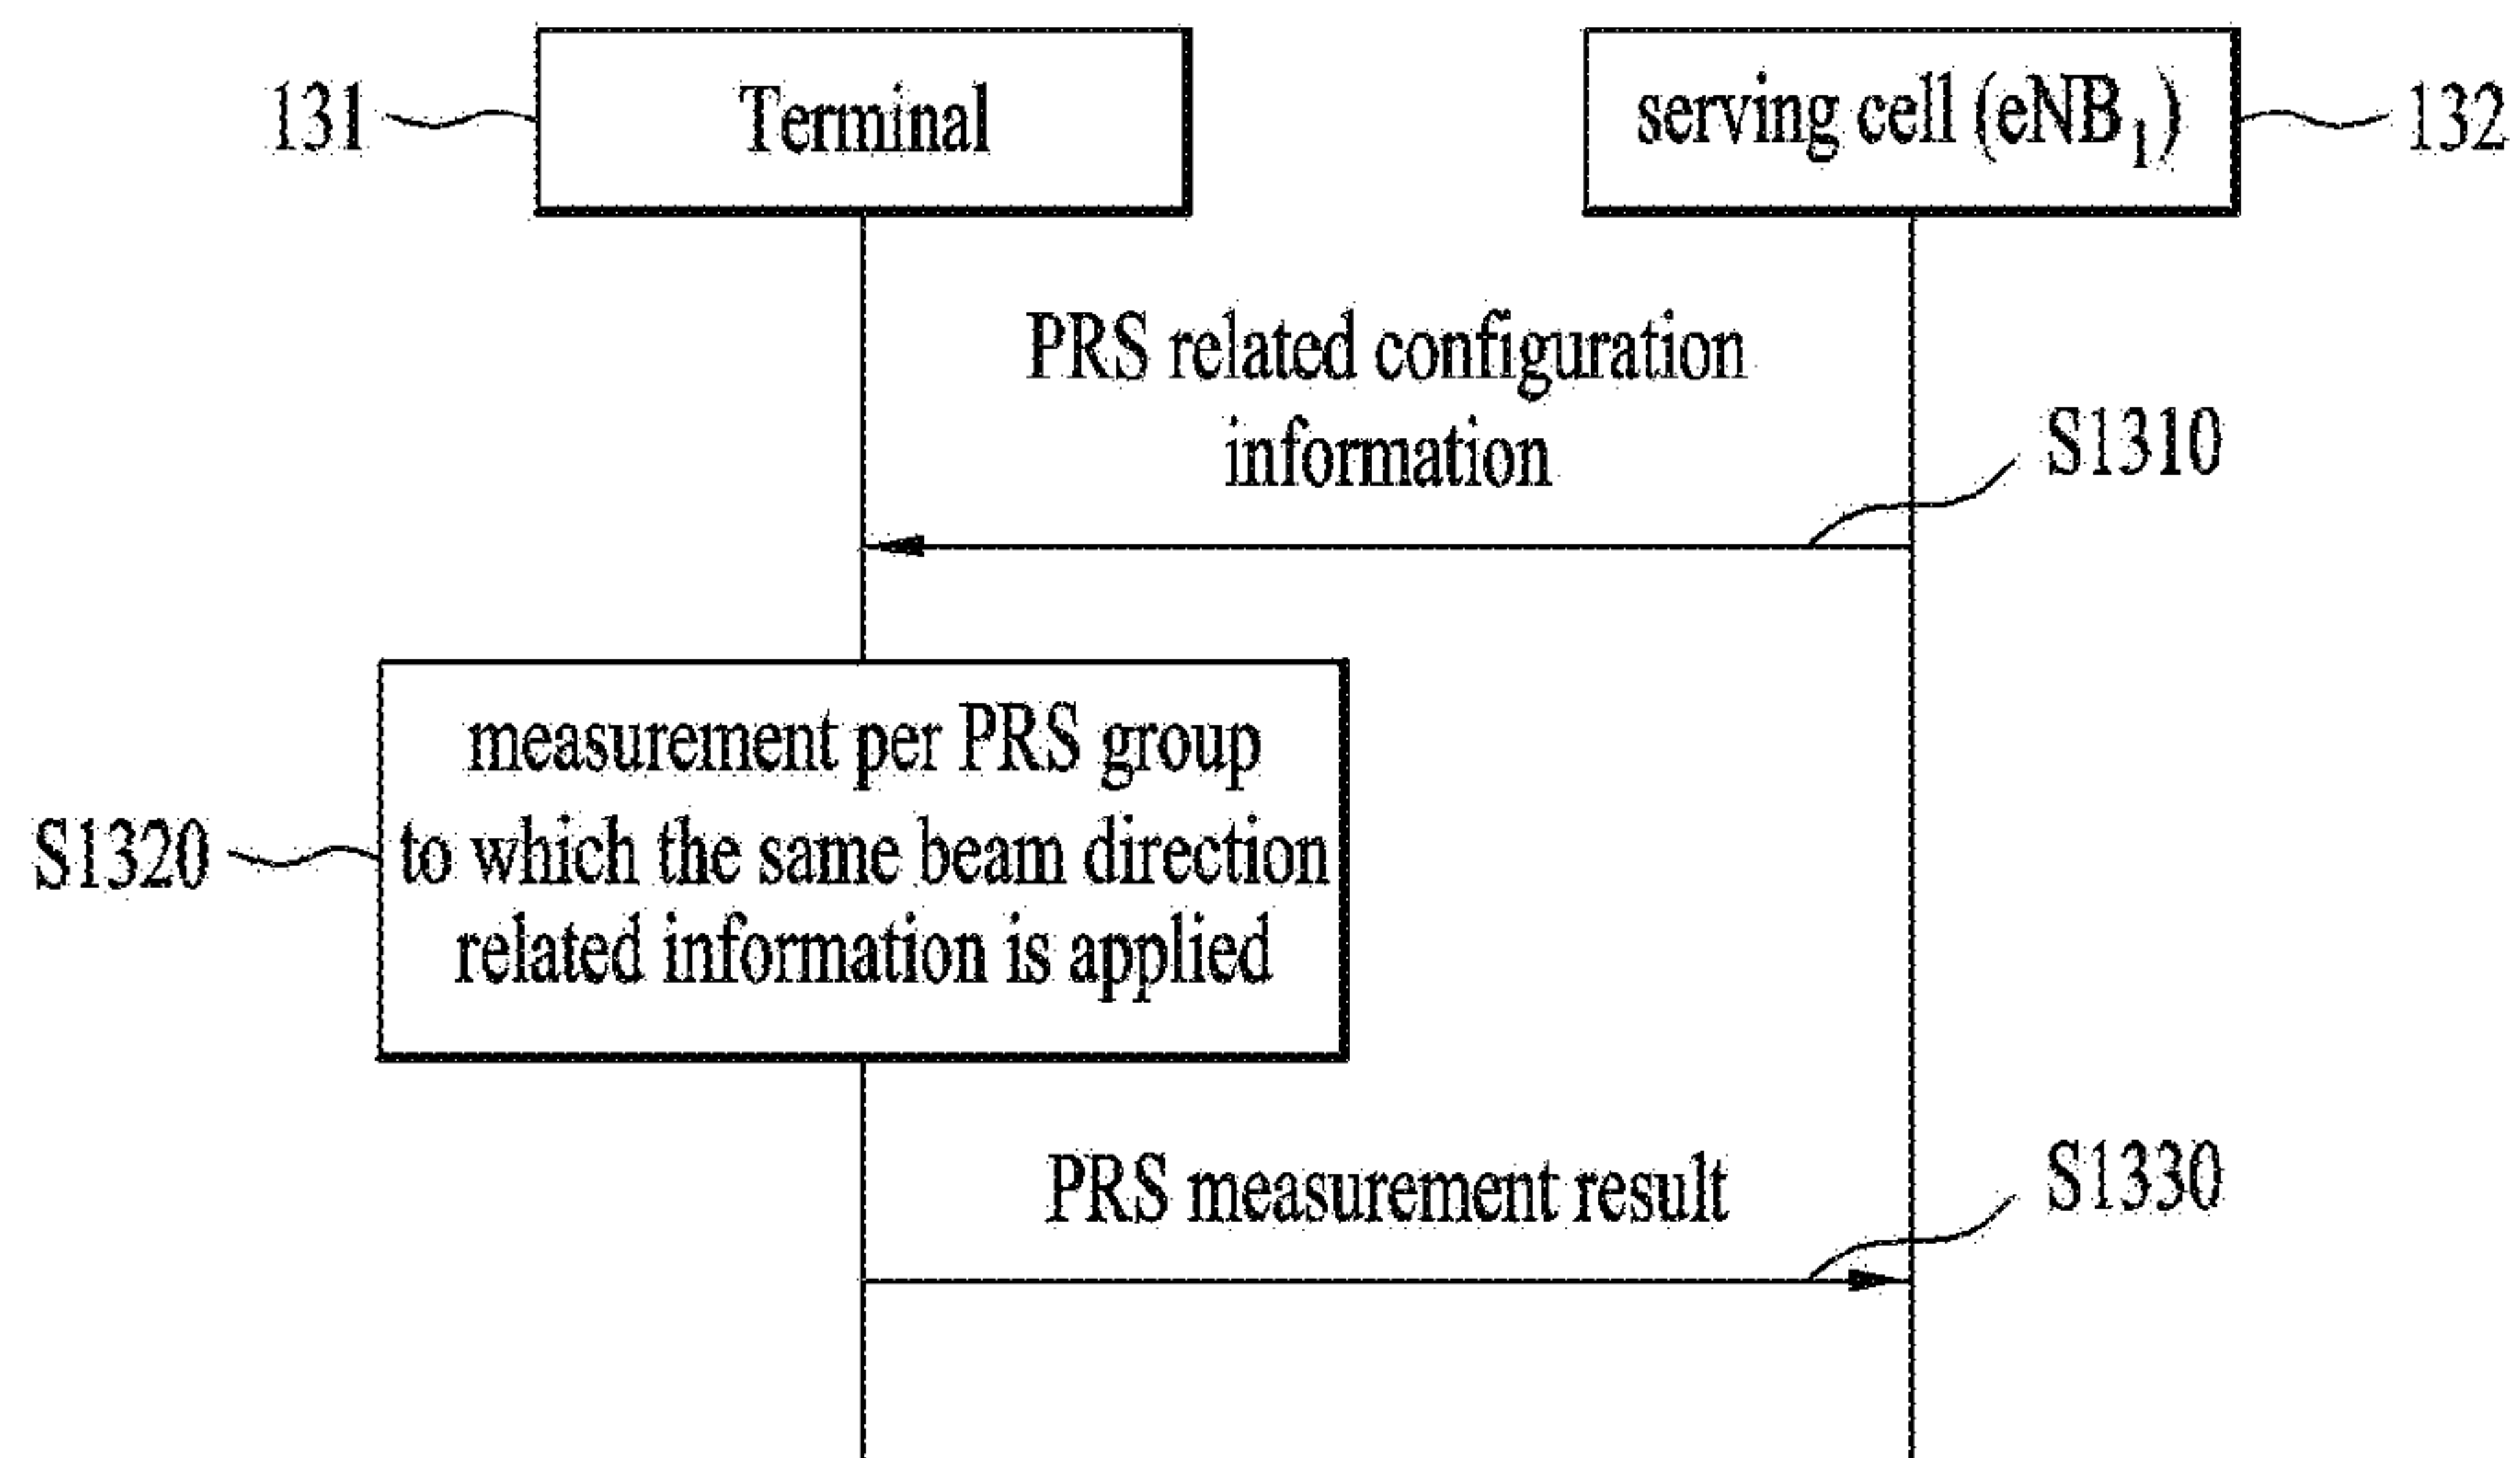 131
Terminal
serving cell (eNB1)
132
PRS related configuration
information
S1310
measurement per PRS group
to which the same beam direction
related information is applied
S1320
PRS measurement result
S1330